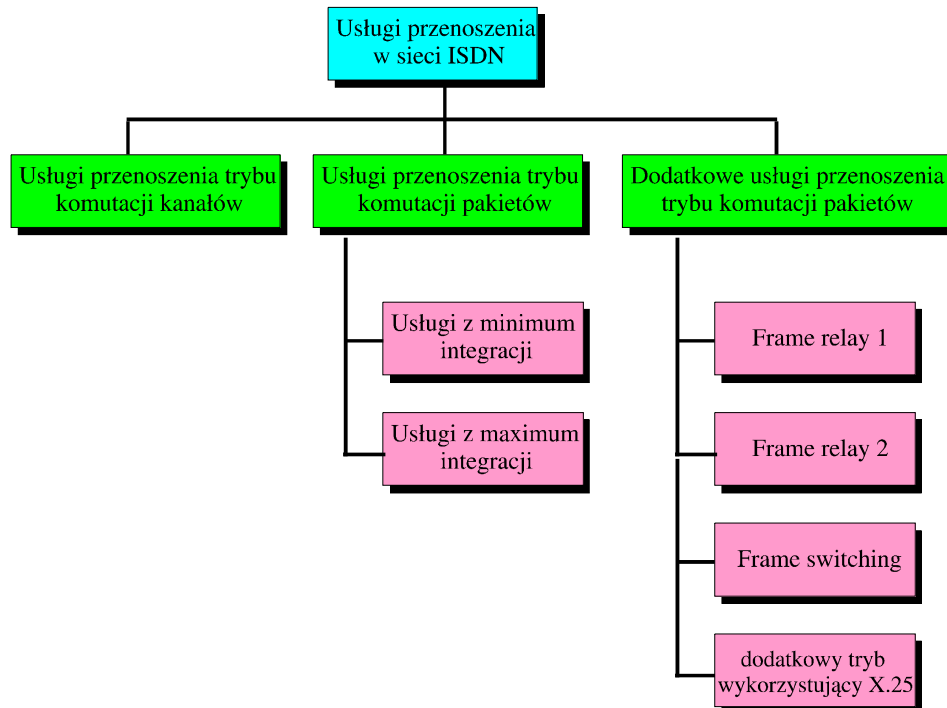 Usługi przenoszenia
w sieci ISDN
Usługi przenoszenia trybu
komutacji kanałów
Usługi przenoszenia trybu
komutacji pakietów
Dodatkowe usługi przenoszenia
trybu komutacji pakietów
Usługi z minimum
integracji
Usługi z maximum
integracji
Frame relay 1
Frame relay 2
Frame switching
dodatkowy tryb
wykorzystujący X.25